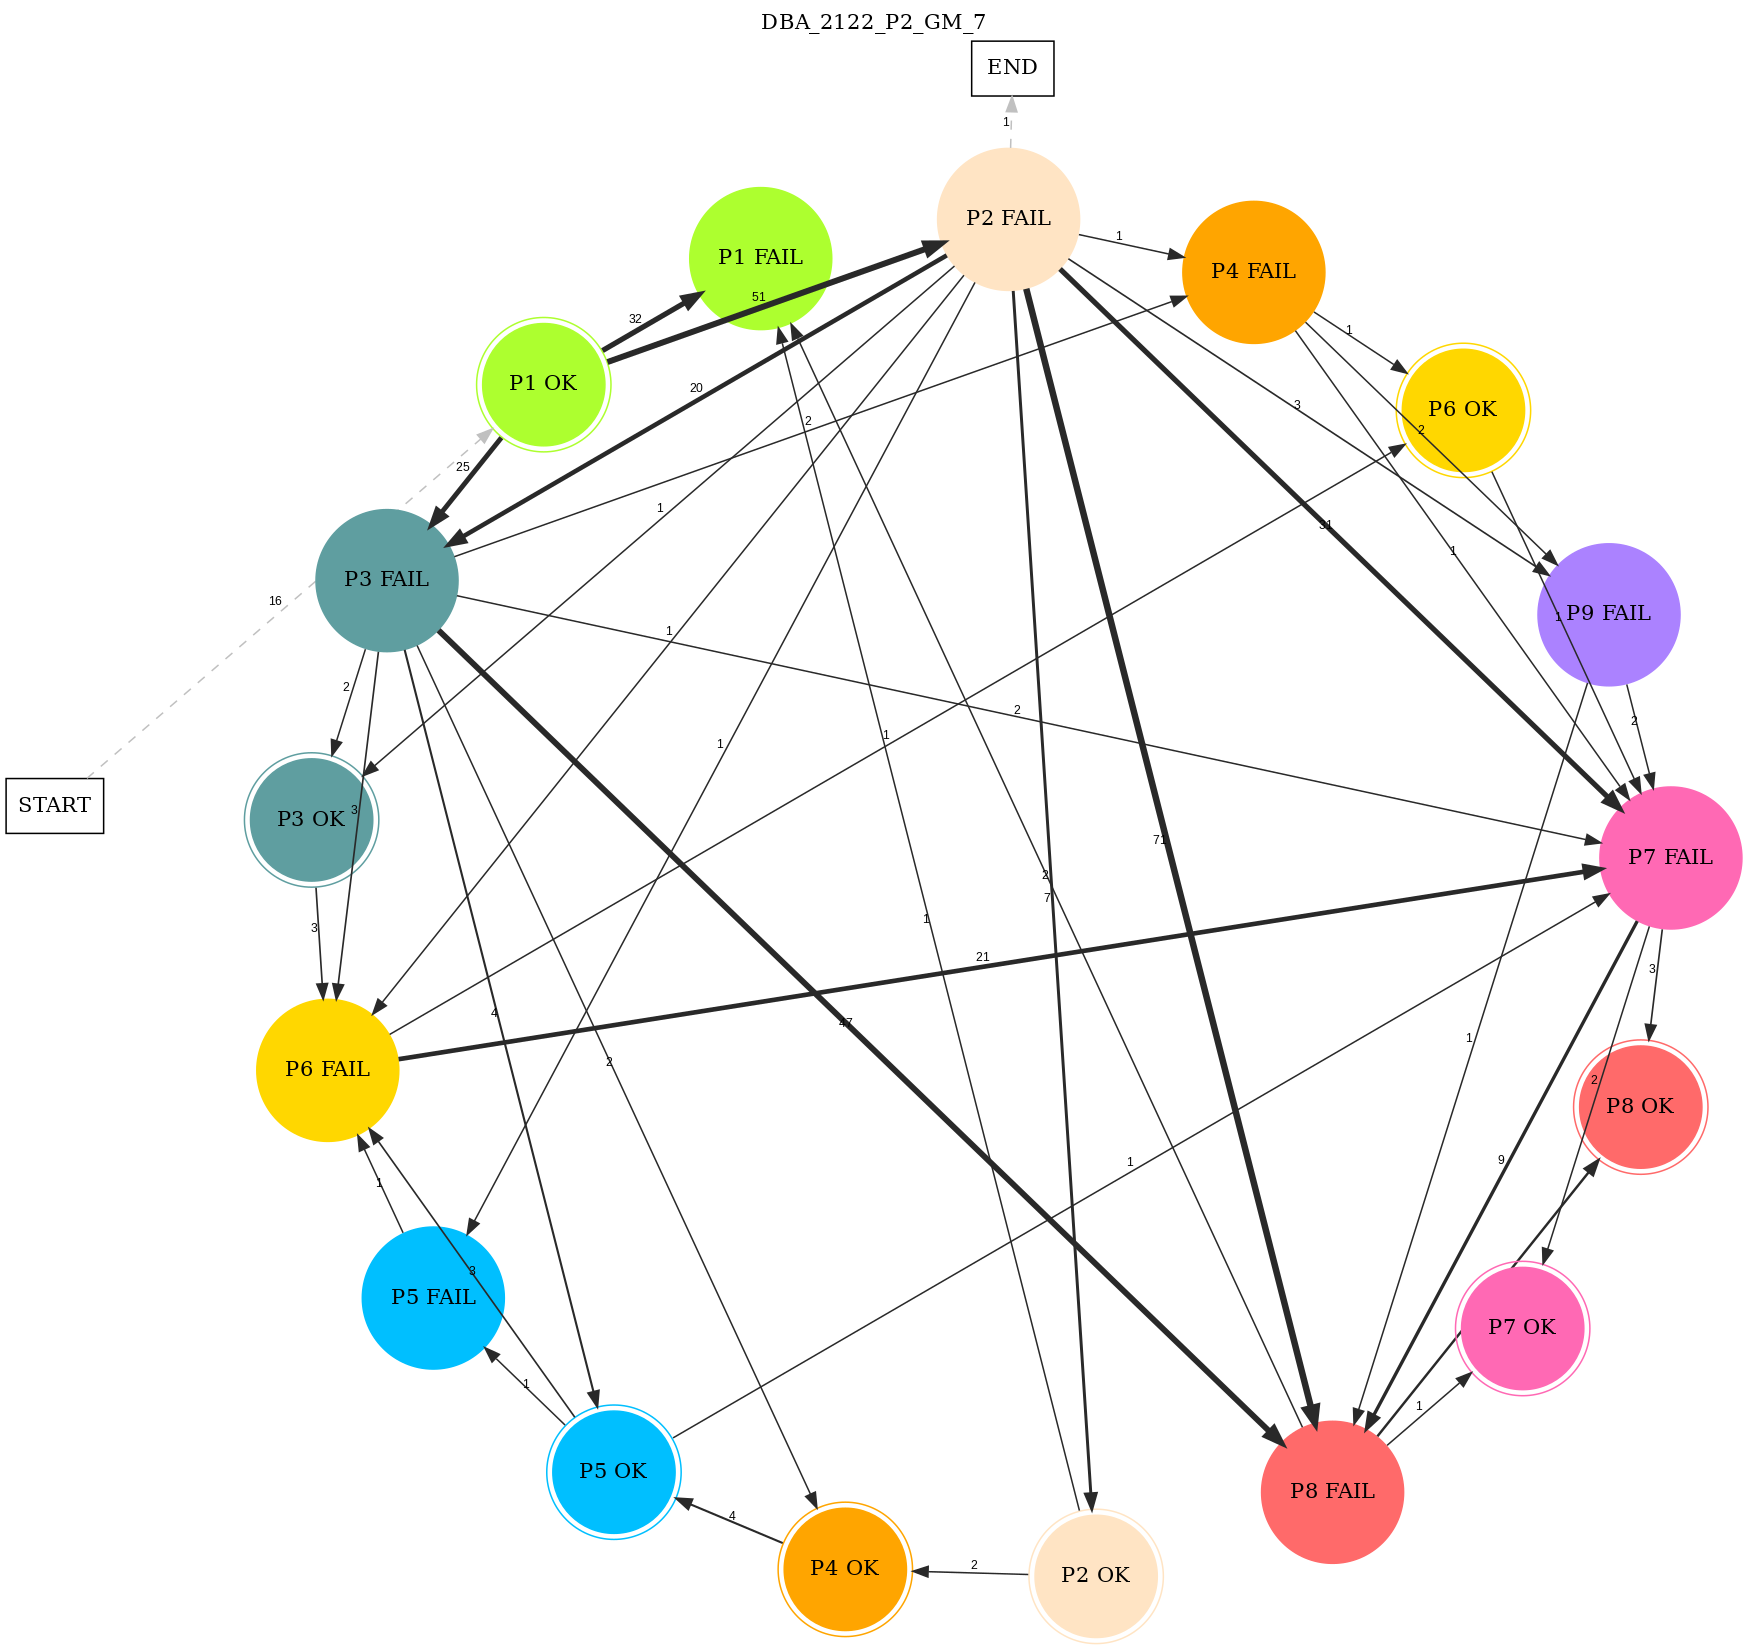 DBA_2122_P2_GM_7
END
1
P2 FAIL
P1 FAIL
P4 FAIL
1
51
32
1
P1 OK
20
3
P6 OK
2
2
25
1
31
1
P3 FAIL
16
1
P9 FAIL
1
2
2
2
1
1
START
3
P3 OK
71
P7 FAIL
2
7
1
3
21
3
4
47
1
P6 FAIL
2
2
P8 OK
1
9
1
3
P5 FAIL
P7 OK
1
1
P5 OK
P8 FAIL
4
2
P4 OK
P2 OK